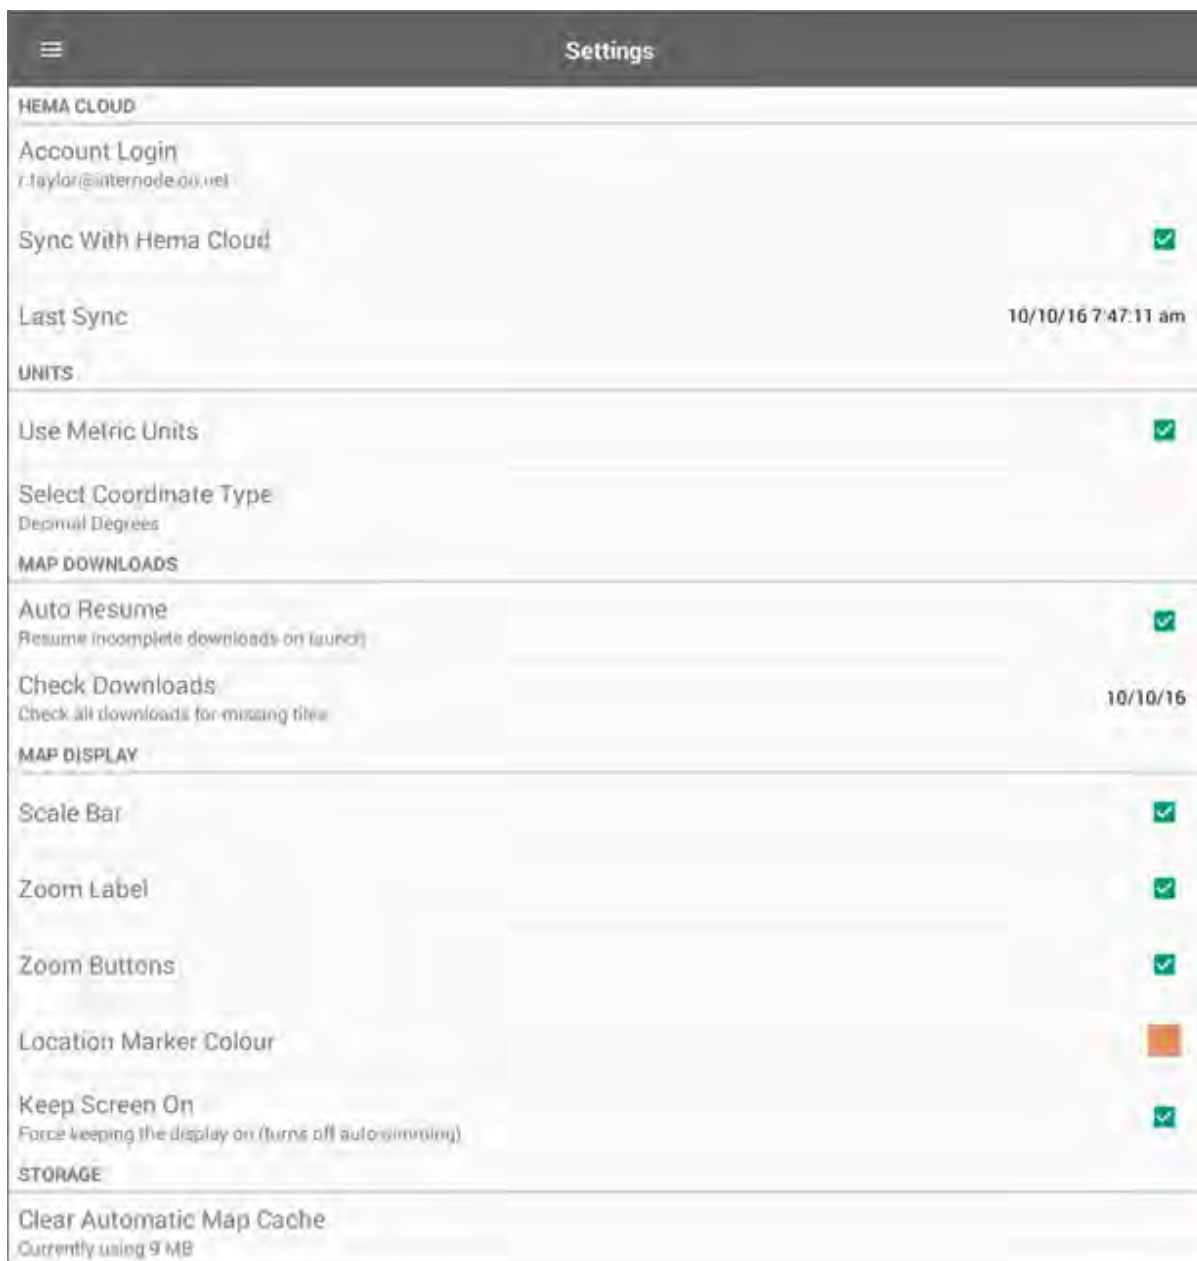 Settings
HEMA CLOUD
Account Login
r.taylor@internode.on.net
Sync With Hema Cloud
Last Sync 10/10/16 7:47:11 am
UNITS
Use Metric Units
Select Coordinate Type
Decimal Degrees
MAP DOWNLOADS
Auto Resume
Resume incomplete downloads on launch
Check Downloads 10/10/16
Check all downloads for missing tiles
MAP DISPLAY
Scale Bar
Zoom Label
Zoom Buttons
Location Marker Colour
Keep Screen On
Force keeping the display on (turns off auto dimming)
STORAGE
Clear Automatic Map Cache
Currently using 9 MB